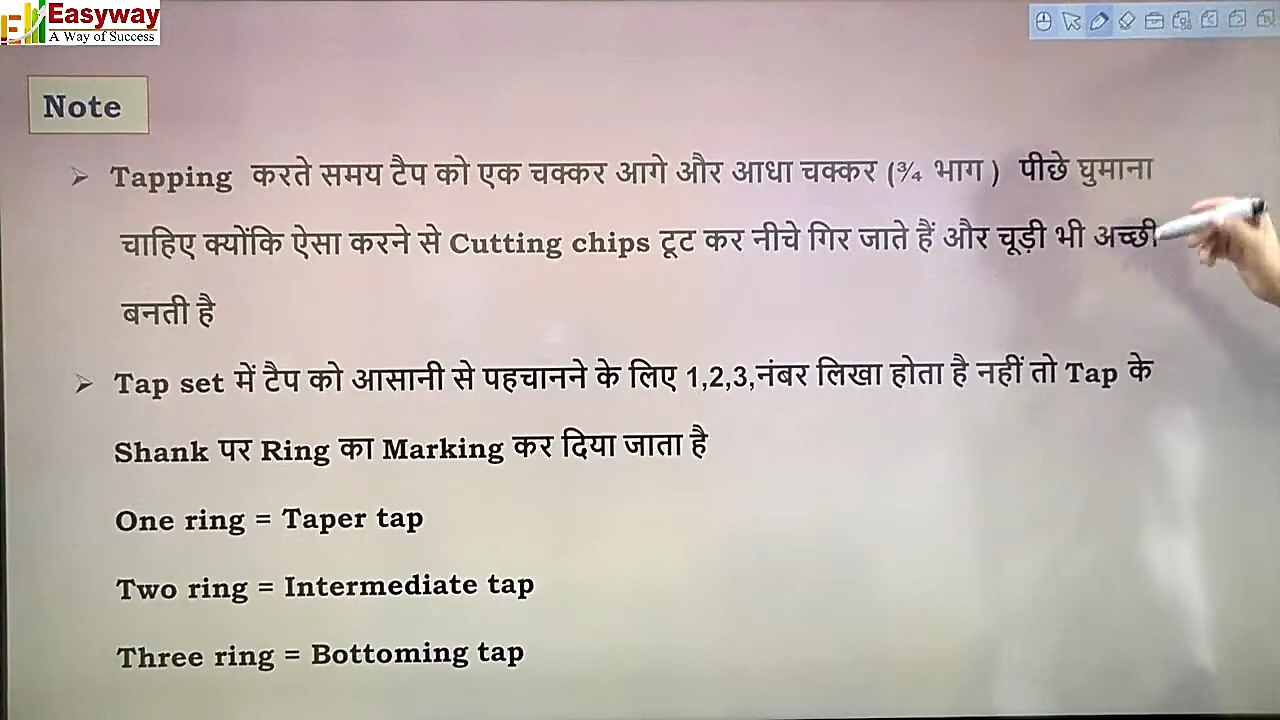 Easyway
A Way of Success
Note
Tapping करते समय टैप को एक चक्कर आगे और आधा चक्कर (¾ भाग ) पीछे घुमाना
चाहिए क्योंकि ऐसा करने से Cutting chips टूट कर नीचे गिर जाते हैं और चूड़ी भी अच्छी
बनती है
Tap set में टैप को आसानी से पहचानने के लिए 1,2,3,नंबर लिखा होता है नहीं तो Tap के
Shank पर Ring का Marking कर दिया जाता है
One ring = Taper tap
Two ring = Intermediate tap
Three ring = Bottoming tap